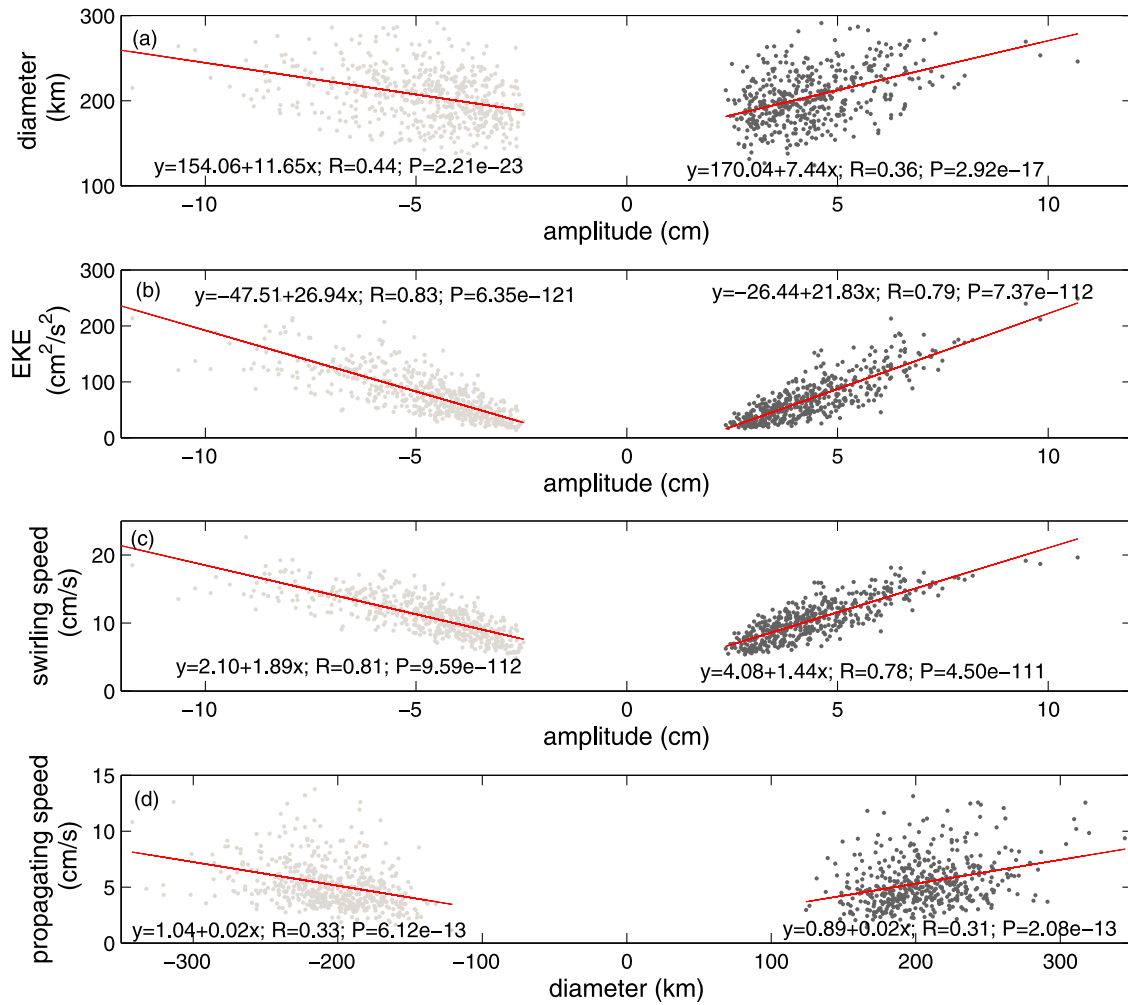 300
(a)
diameter
(km)
200
y=154.06+11.65x; R=0.44; P=2.21e−23
y=170.04+7.44x; R=0.36; P=2.92e−17
100
−10 −5 0 5 10
amplitude (cm)
300
(b)
y=−47.51+26.94x; R=0.83; P=6.35e−121
y=−26.44+21.83x; R=0.79; P=7.37e−112
EKE
(cm²/s²)
200
100
0
−10 −5 0 5 10
amplitude (cm)
(c)
swirling speed
(cm/s)
20
10
y=2.10+1.89x; R=0.81; P=9.59e−112
y=4.08+1.44x; R=0.78; P=4.50e−111
0
−10 −5 0 5 10
amplitude (cm)
15
(d)
propagating speed
(cm/s)
10
5
y=1.04+0.02x; R=0.33; P=6.12e−13
y=0.89+0.02x; R=0.31; P=2.08e−13
0
−300 −200 −100 0 100 200 300
diameter (km)